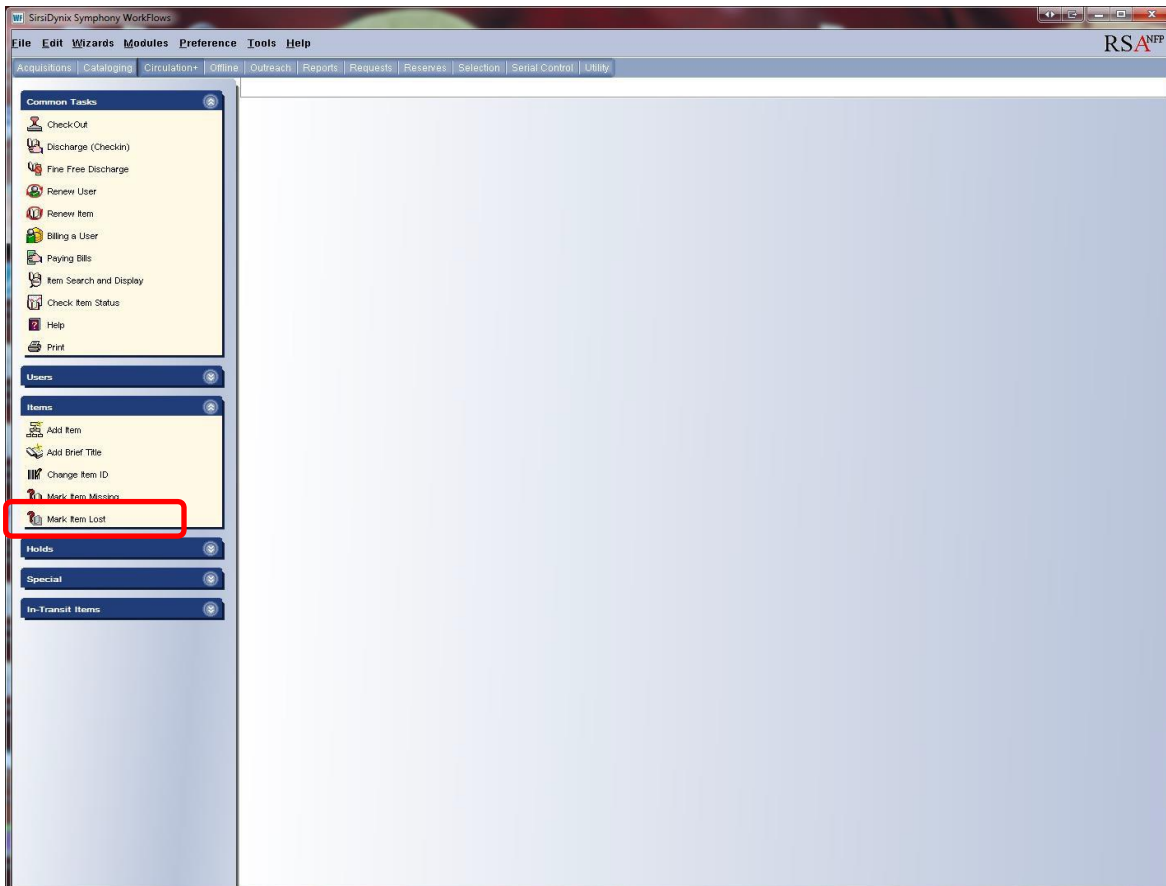 WF SirsiDynix Symphony WorkFlows
File Edit Wizards Modules Preference Tools Help
RSA NFP
Acquisitions Cataloging Circulation+ Offline Outreach Reports Requests Reserves Selection Serial Control Utility
Common Tasks
CheckOut
Discharge (Checkin)
Fine Free Discharge
Renew User
Renew Item
Billing a User
Paying Bills
Item Search and Display
Check Item Status
Help
Print
Users
Items
Add Item
Add Brief Title
Change Item ID
Mark Item Missing
Mark Item Lost
Holds
Special
In-Transit Items